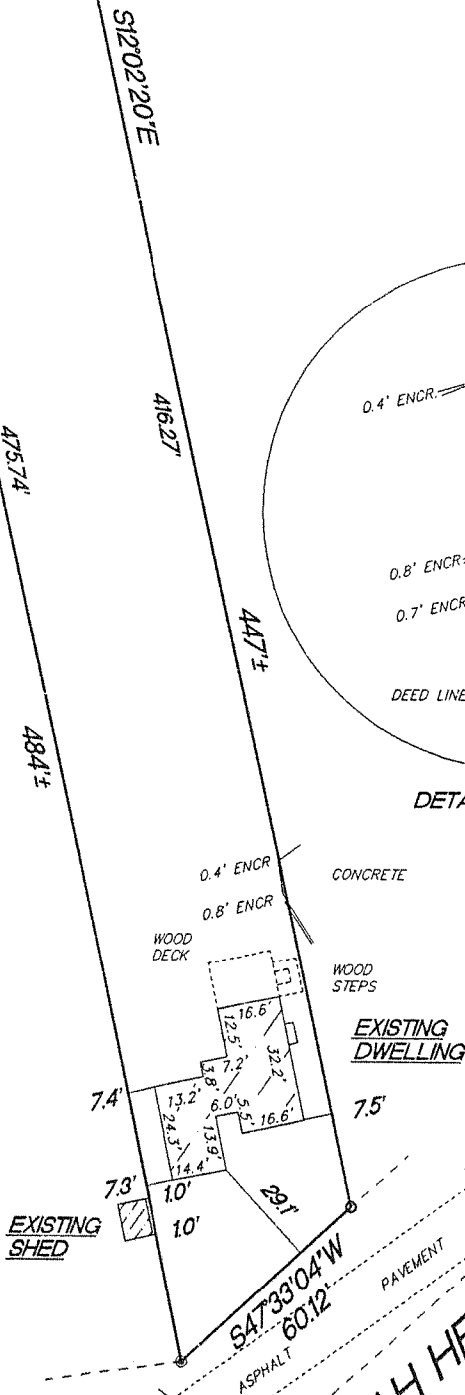 S12°02'20"E
0.4' ENCR.
416.27'
475.74'
0.8' ENCR.
0.7' ENCR
447'±
DEED LINE
484'±
0.4' ENCR
CONCRETE
0.8' ENCR
WOOD
DECK
WOOD
STEPS
16.6'
12.5'
EXISTING
DWELLING
32.2'
7.2'
3.8'
7.4'
13.2'
6.0'
5.5'
16.6'
7.5'
24.3'
13.9'
14.4'
7.3'
1.0'
29.1'
EXISTING
SHED
1.0'
S47°33'04"W
60.12'
PAVEMENT
ASPHALT